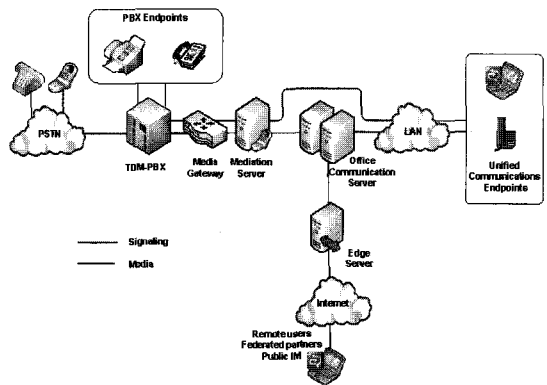 PBX Endpoints
PSTN
TDM-PBX
Media
Gateway
Mediation
Server
Office
Communication
Server
LAN
Unified
Communications
Endpoints
Signaling
Media
Edge
Server
Internet
Remote users
Federated partners
Public IM